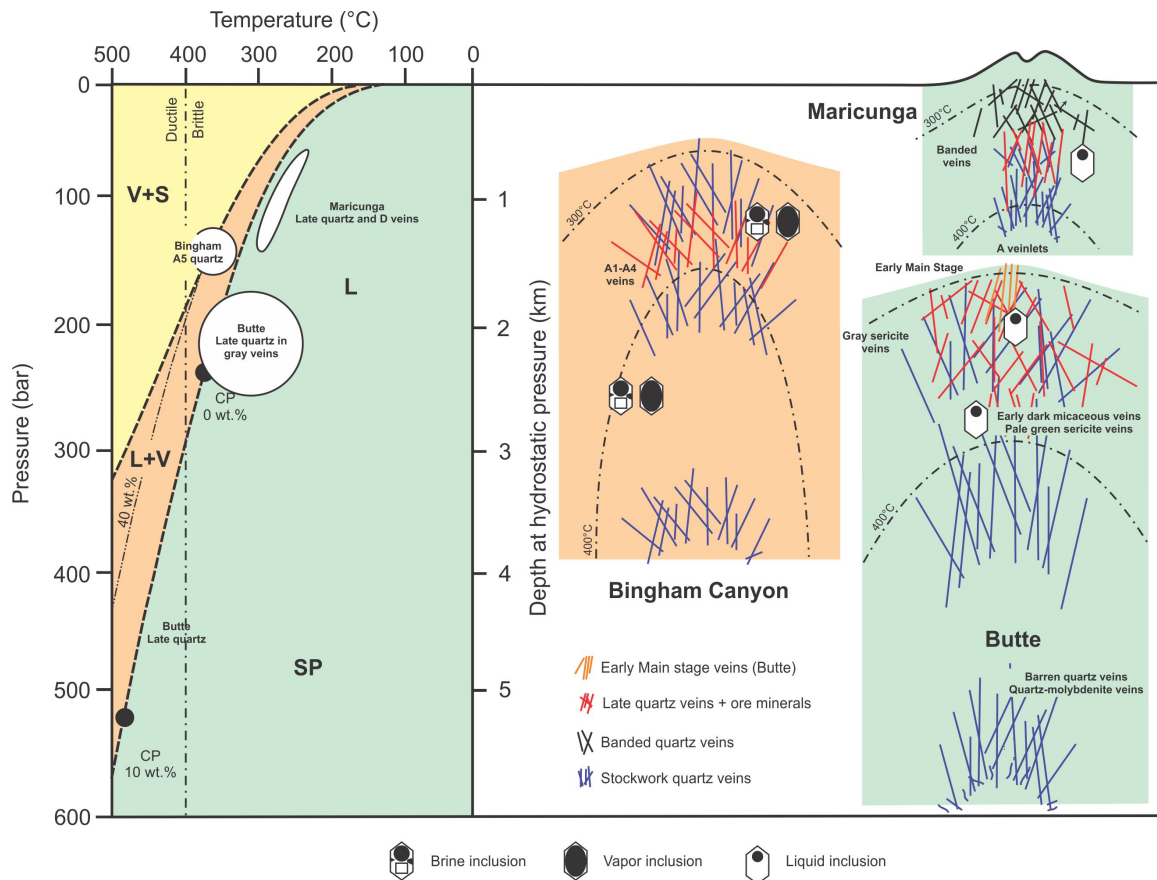 Temperature (°C)
500
400
300
200
100
0
Pressure (bar)
0
100
200
300
400
500
600
Ductile
Brittle
V+S
Bingham
A5 quartz
Maricunga
Late quartz and D veins
L
Butte
Late quartz in
gray veins
CP
0 wt.%
L+V
40 wt.%
Butte
Late quartz
SP
CP
10 wt.%
1
2
3
4
5
Depth at hydrostatic pressure (km)
300°C
A1-A4
veins
400°C
Bingham Canyon
Maricunga
300°C
Banded
veins
400°C
A veinlets
Early Main Stage
Gray sericite
veins
Early dark micaceous veins
Pale green sericite veins
400°C
Butte
Barren quartz veins
Quartz-molybdenite veins
Early Main stage veins (Butte)
Late quartz veins + ore minerals
Banded quartz veins
Stockwork quartz veins
Brine inclusion
Vapor inclusion
Liquid inclusion